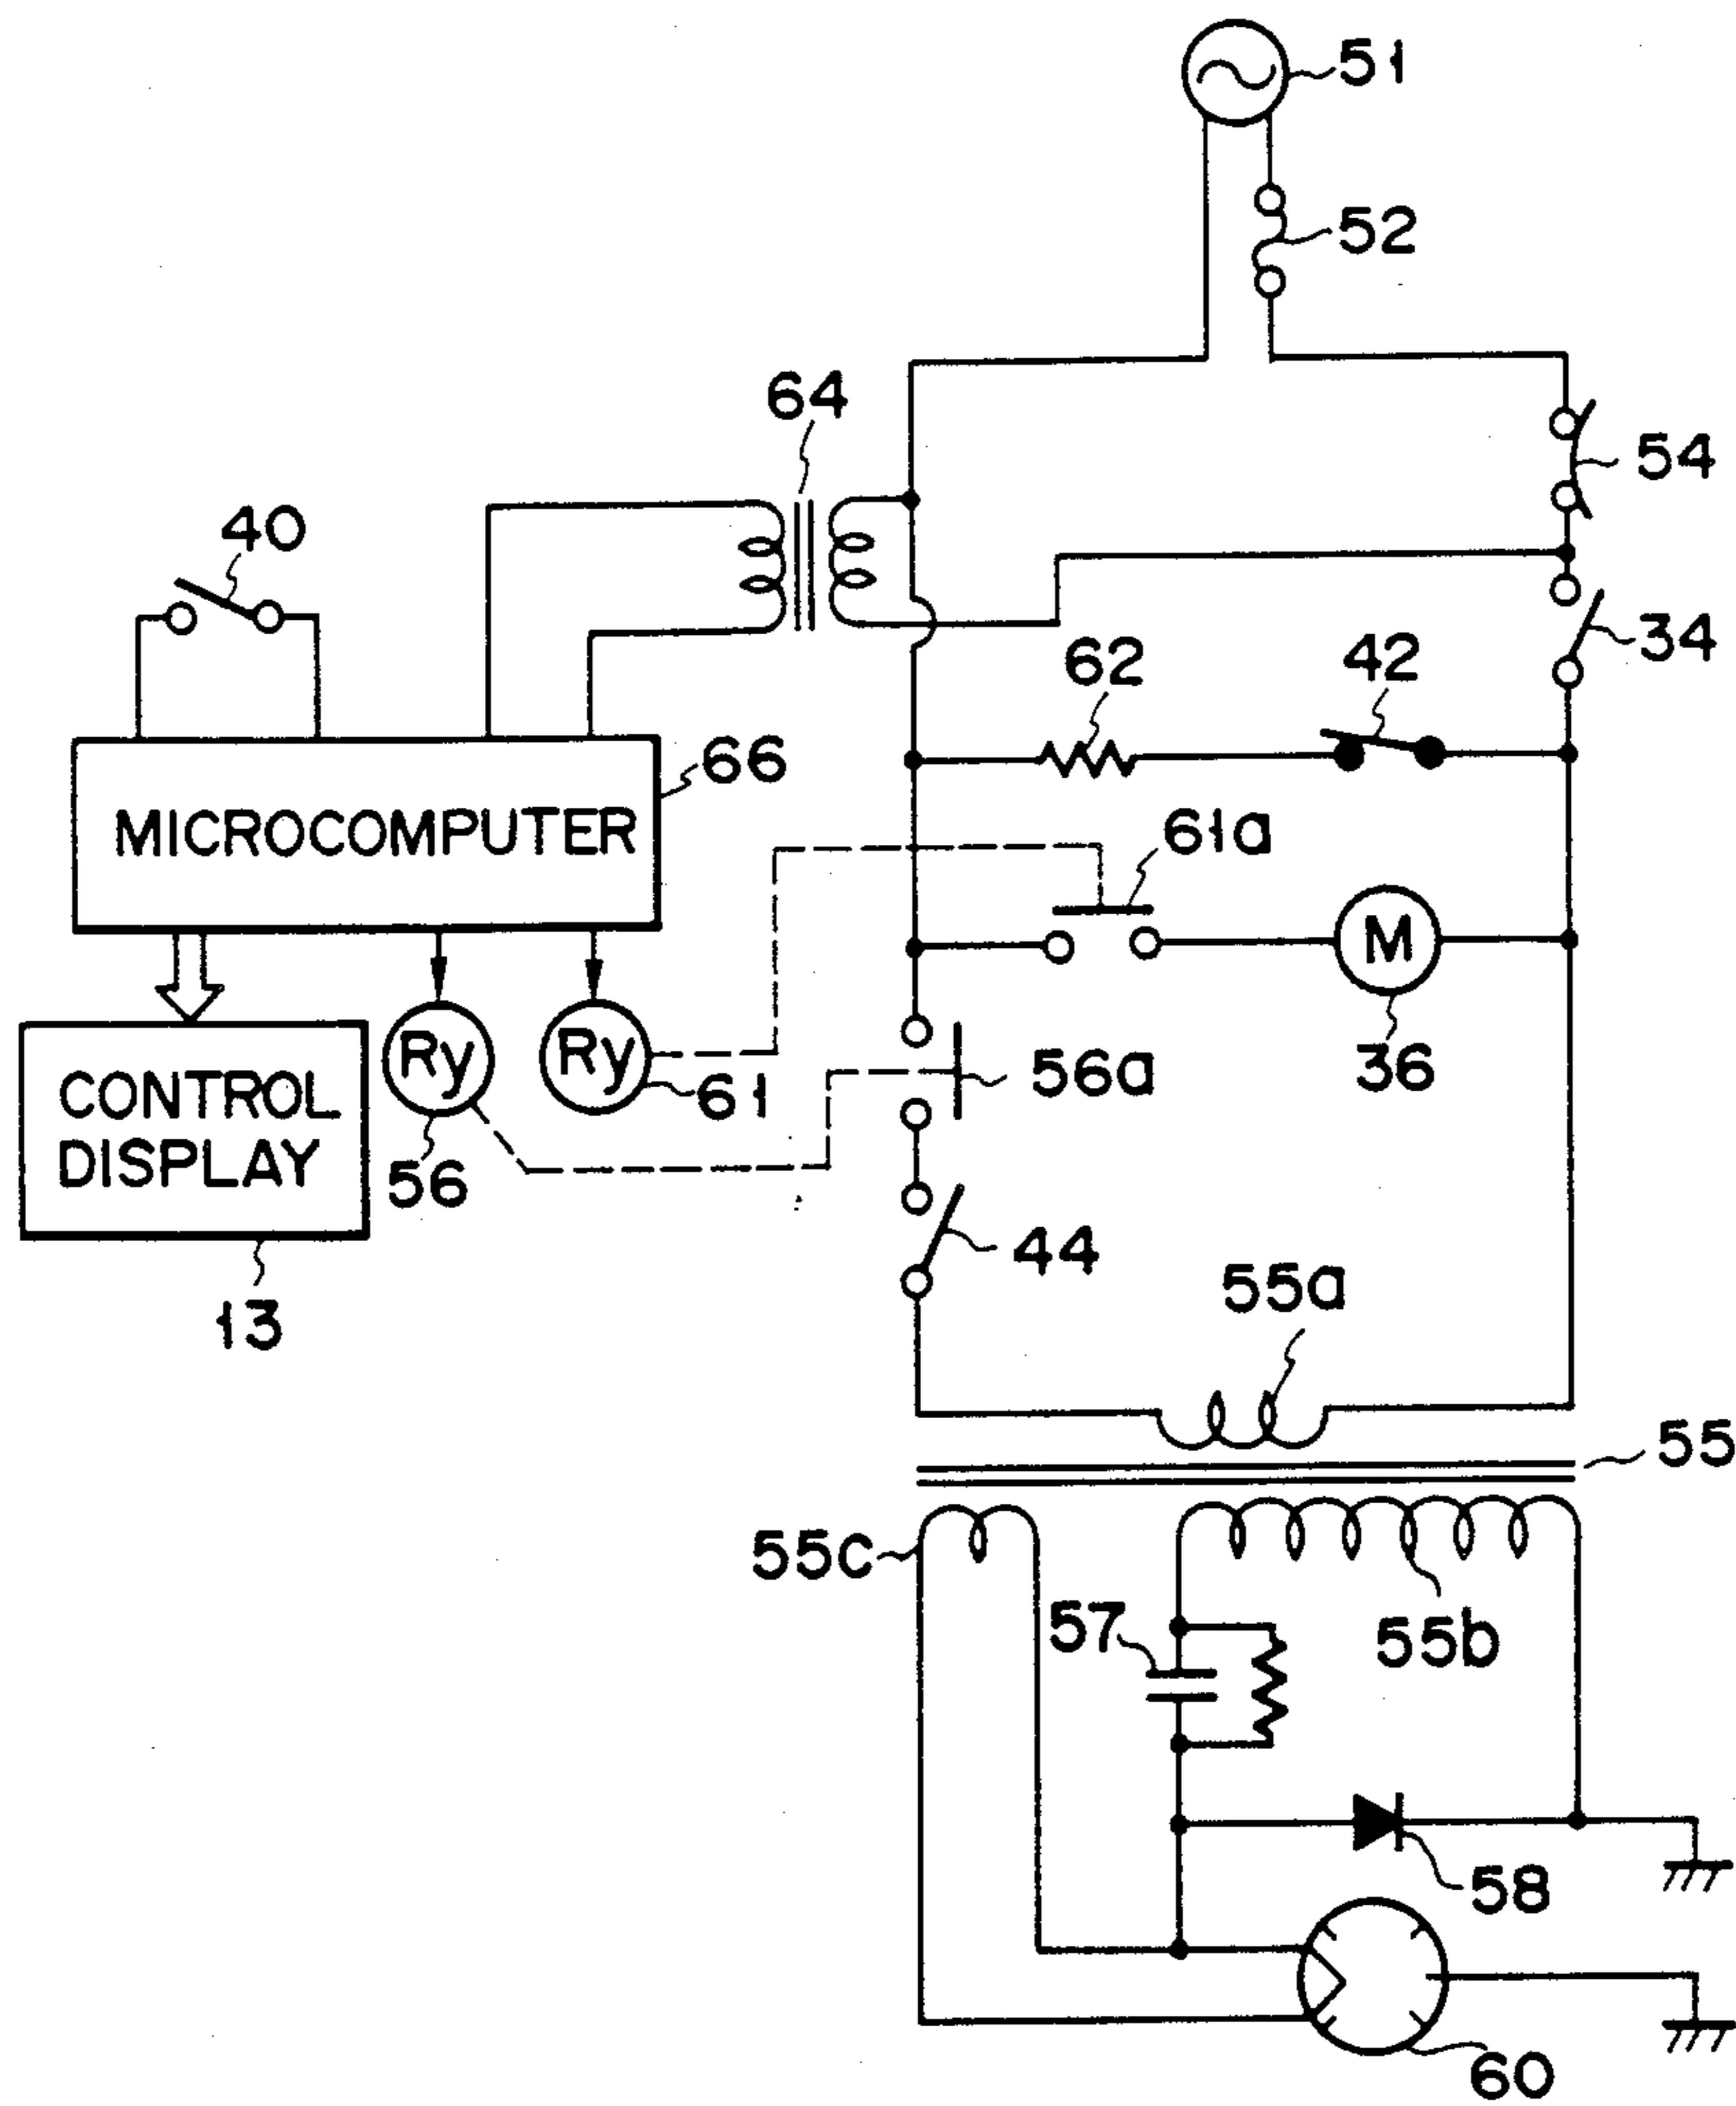 51
52
64
54
40
34
62
42
66
MICROCOMPUTER
61a
M
36
Ry
Ry
56a
61
CONTROL
DISPLAY
56
44
55a
13
55
55c
57
55b
58
60